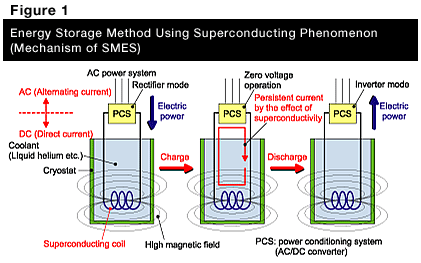 Figure 1
Energy Storage Method Using Superconducting Phenomenon
(Mechanism of SMES)
AC power system
Rectifier mode
Zero voltage
operation
Inverter mode
AC (Alternating current)
DC (Direct current)
PCS
Electric
power
Persistent current
by the effect of
superconductivity
PCS
PCS
Electric
power
Coolant
(Liquid helium etc.)
Cryostat
Charge
Discharge
Superconducting coil
High magnetic field
PCS: power conditioning system
(AC/DC converter)